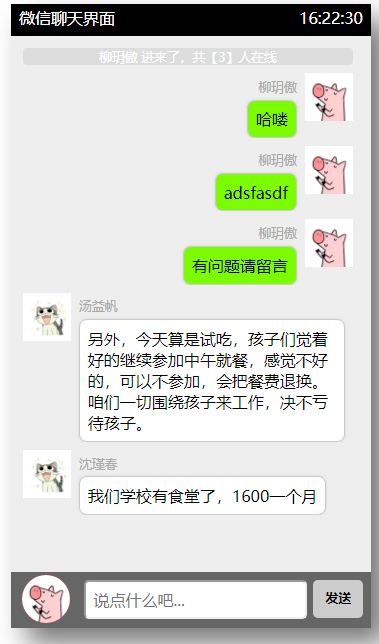 微信聊天界面 16:22:30
柳玥傲 进来了，共【3】人在线
柳玥傲
哈喽
柳玥傲
adsfasdf
柳玥傲
有问题请留言
汤益帆
另外，今天算是试吃，孩子们觉着
好的继续参加中午就餐，感觉不好
的，可以不参加，会把餐费退换。
咱们一切围绕孩子来工作，决不亏
待孩子。
沈瑾春
我们学校有食堂了，1600一个月
说点什么吧... 发送